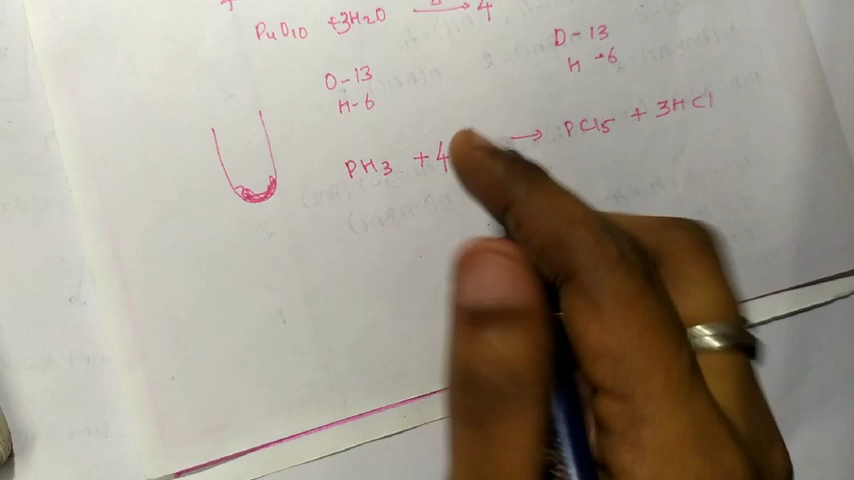 P4O10 + 3H2O → 4
O-13
H-6
O-13
H-6
PH3 + 4 → PCl5 + 3HCl